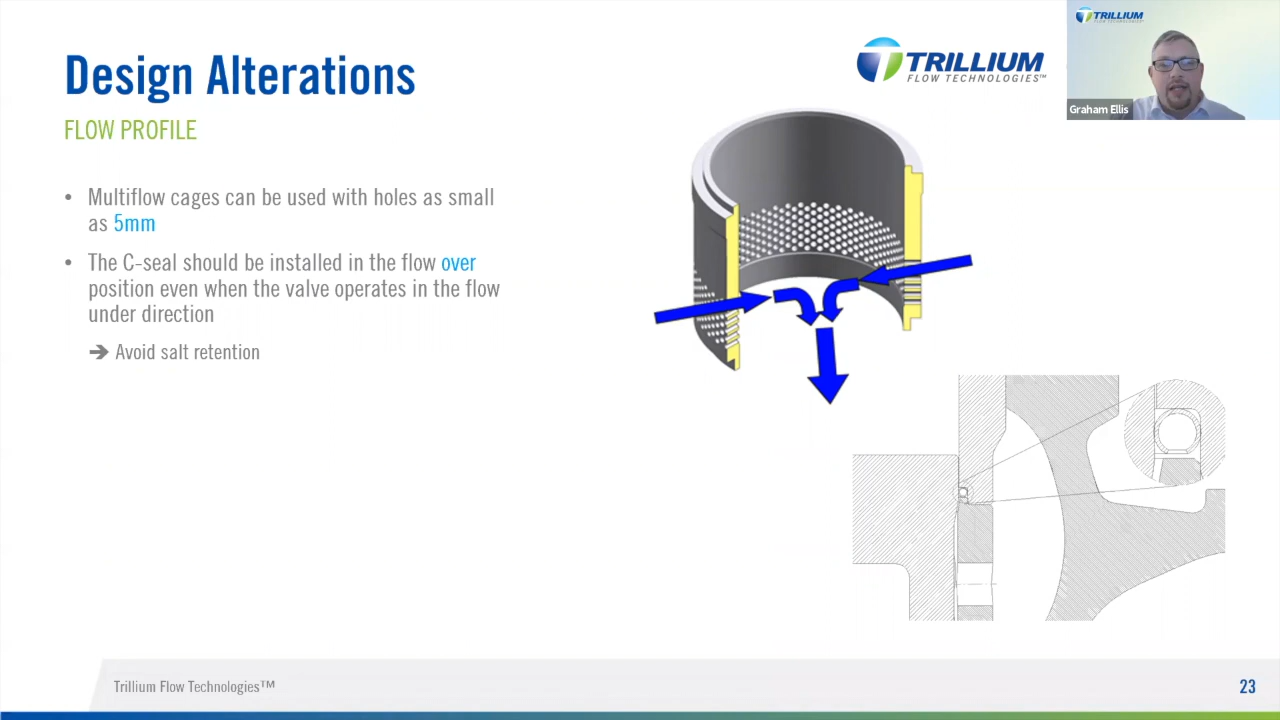 Design Alterations
FLOW PROFILE
TRILLIUM
FLOW TECHNOLOGIES™
TRILLIUM
FLOW TECHNOLOGIES
Graham Ellis
• Multiflow cages can be used with holes as small
as 5mm
• The C-seal should be installed in the flow over
position even when the valve operates in the flow
under direction
➔ Avoid salt retention
Trillium Flow Technologies™
23